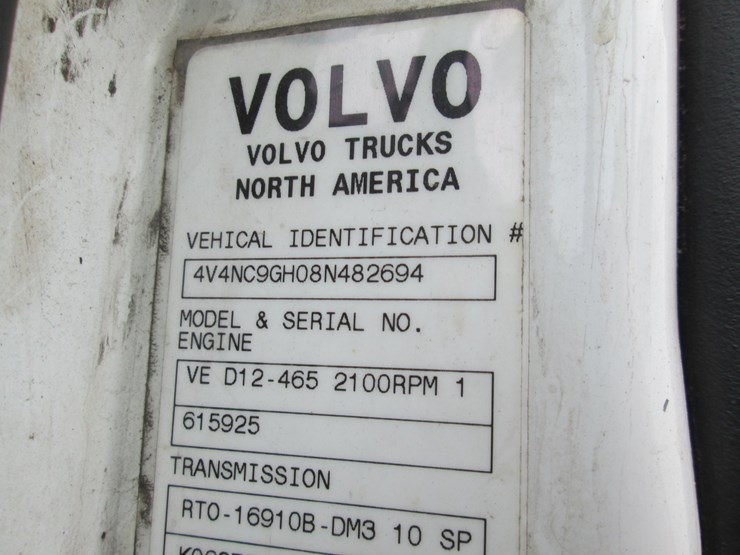 VOLVO
VOLVO TRUCKS
NORTH AMERICA
VEHICAL IDENTIFICATION #
4V4NC9GH08N482694
MODEL & SERIAL NO.
ENGINE
VE D12-465 2100RPM 1
615925
TRANSMISSION
RTO-16910B-DM3 10 SP